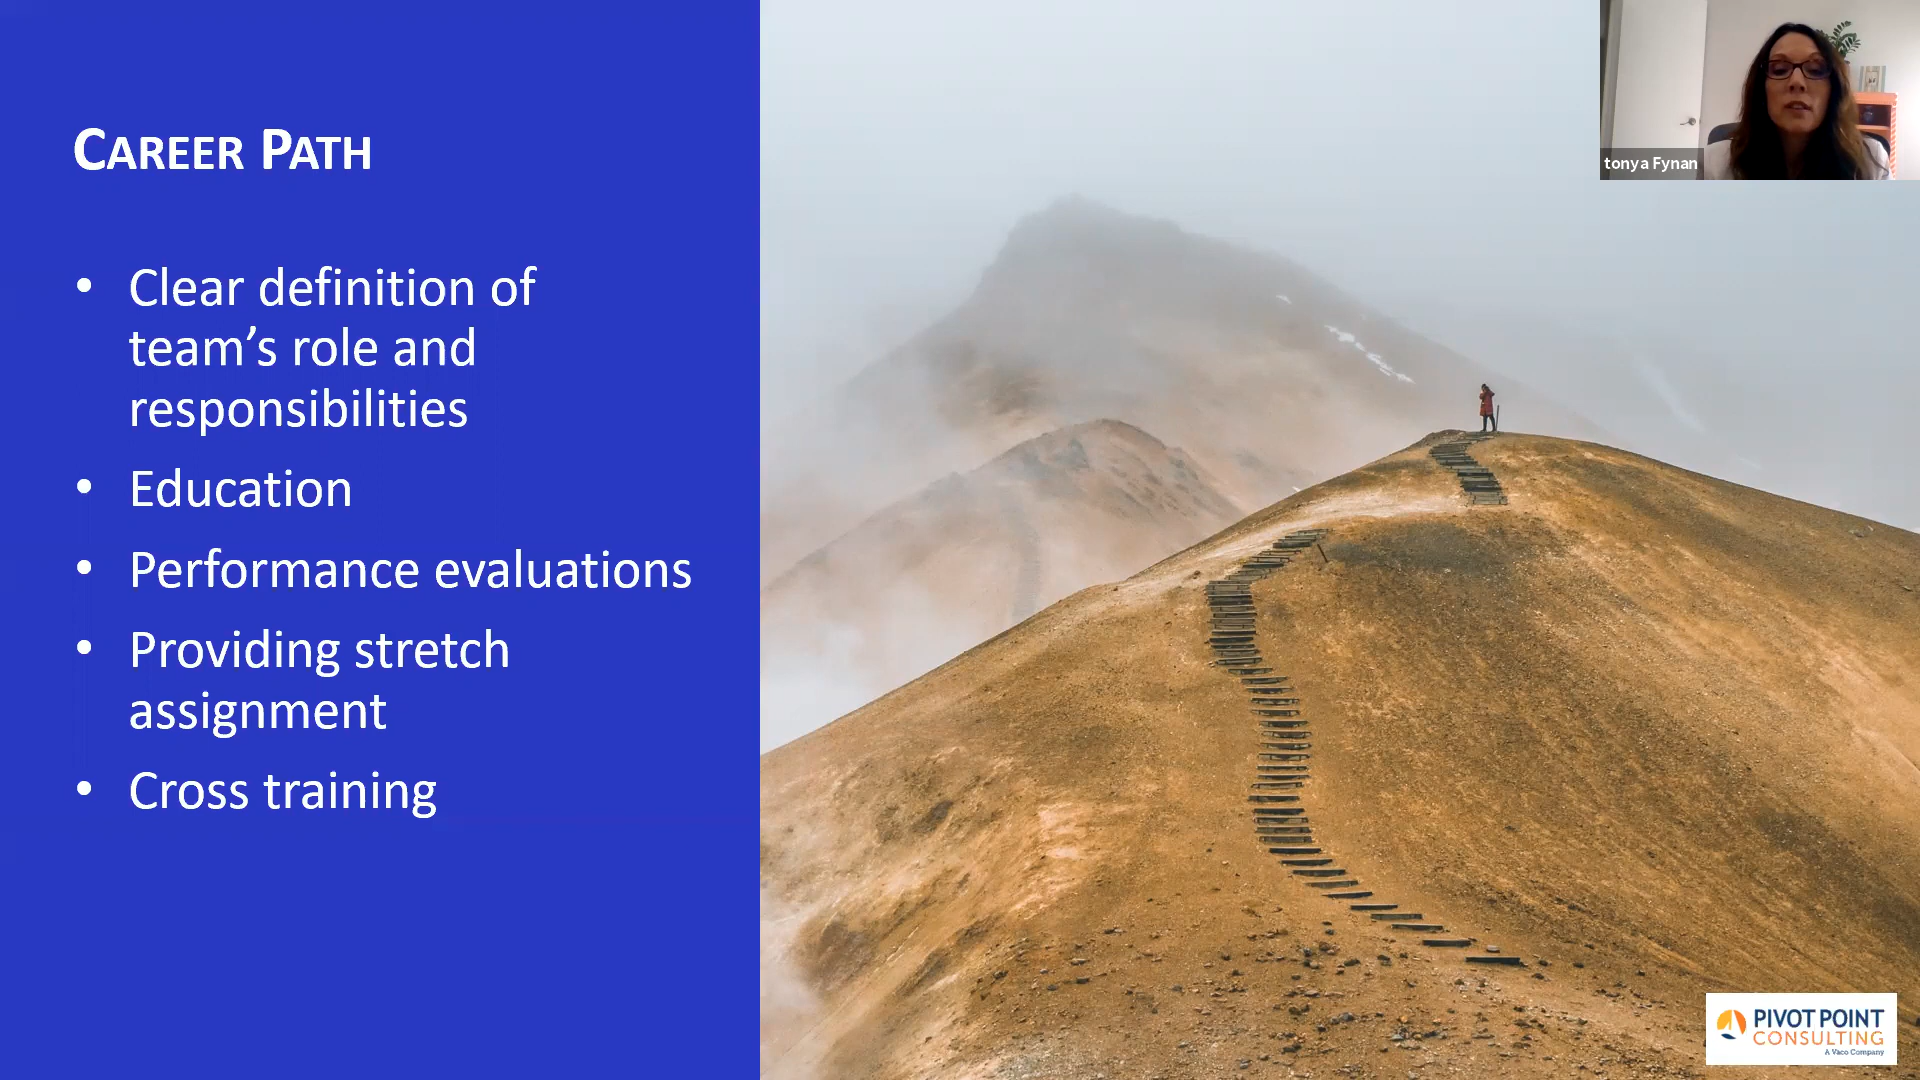 CAREER PATH
• Clear definition of
team’s role and
responsibilities
• Education
• Performance evaluations
• Providing stretch
assignment
• Cross training
tonya Fynan
PIVOT POINT
CONSULTING
A Vaco Company